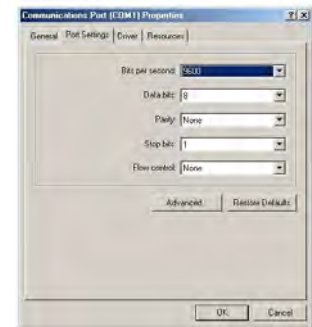 Communications Port (COM1) Properties
General Port Settings Driver Resources
Bits per second: 9600
Data bits: 8
Parity: None
Stop bits: 1
Flow control: None
Advanced... Restore Defaults
OK Cancel